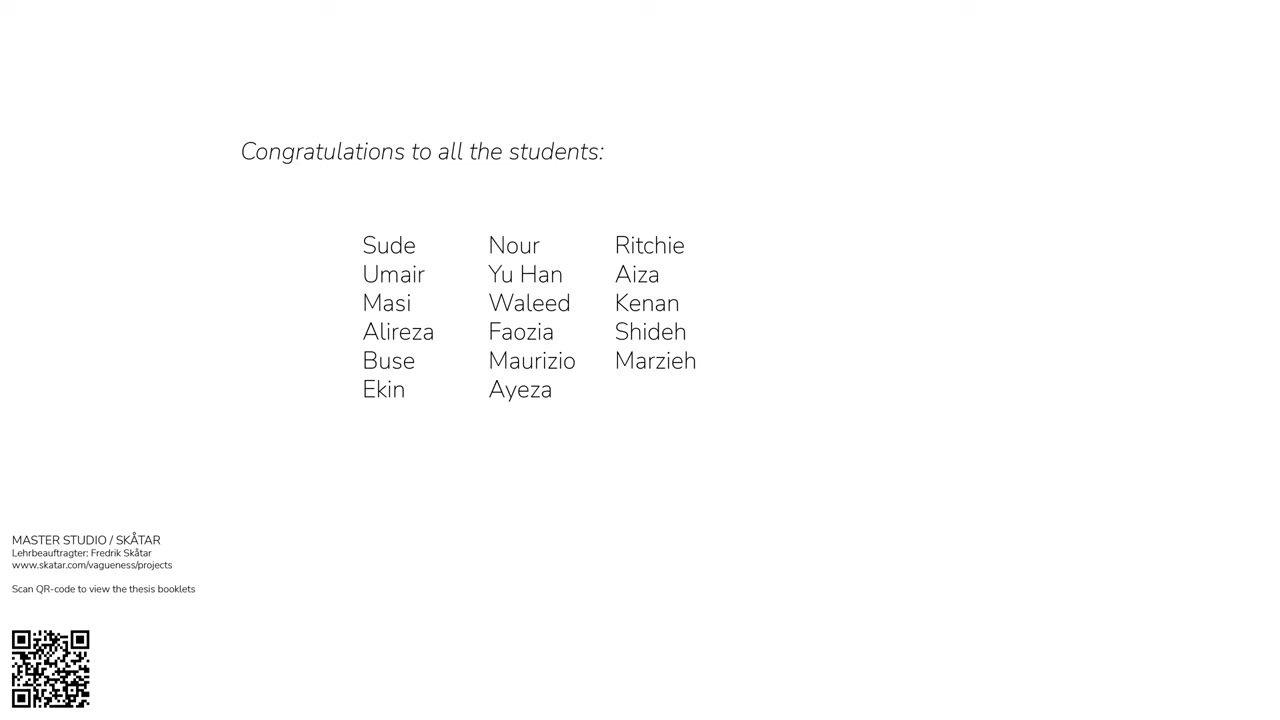 Congratulations to all the students:
Sude
Umair
Masi
Alireza
Buse
Ekin
Nour
Yu Han
Waleed
Faozia
Maurizio
Ayeza
Ritchie
Aiza
Kenan
Shideh
Marzieh
MASTER STUDIO / SKÅTAR
Lehrbeauftragter: Fredrik Skåtar
www.skatar.com/vagueness/projects
Scan QR-code to view the thesis booklets